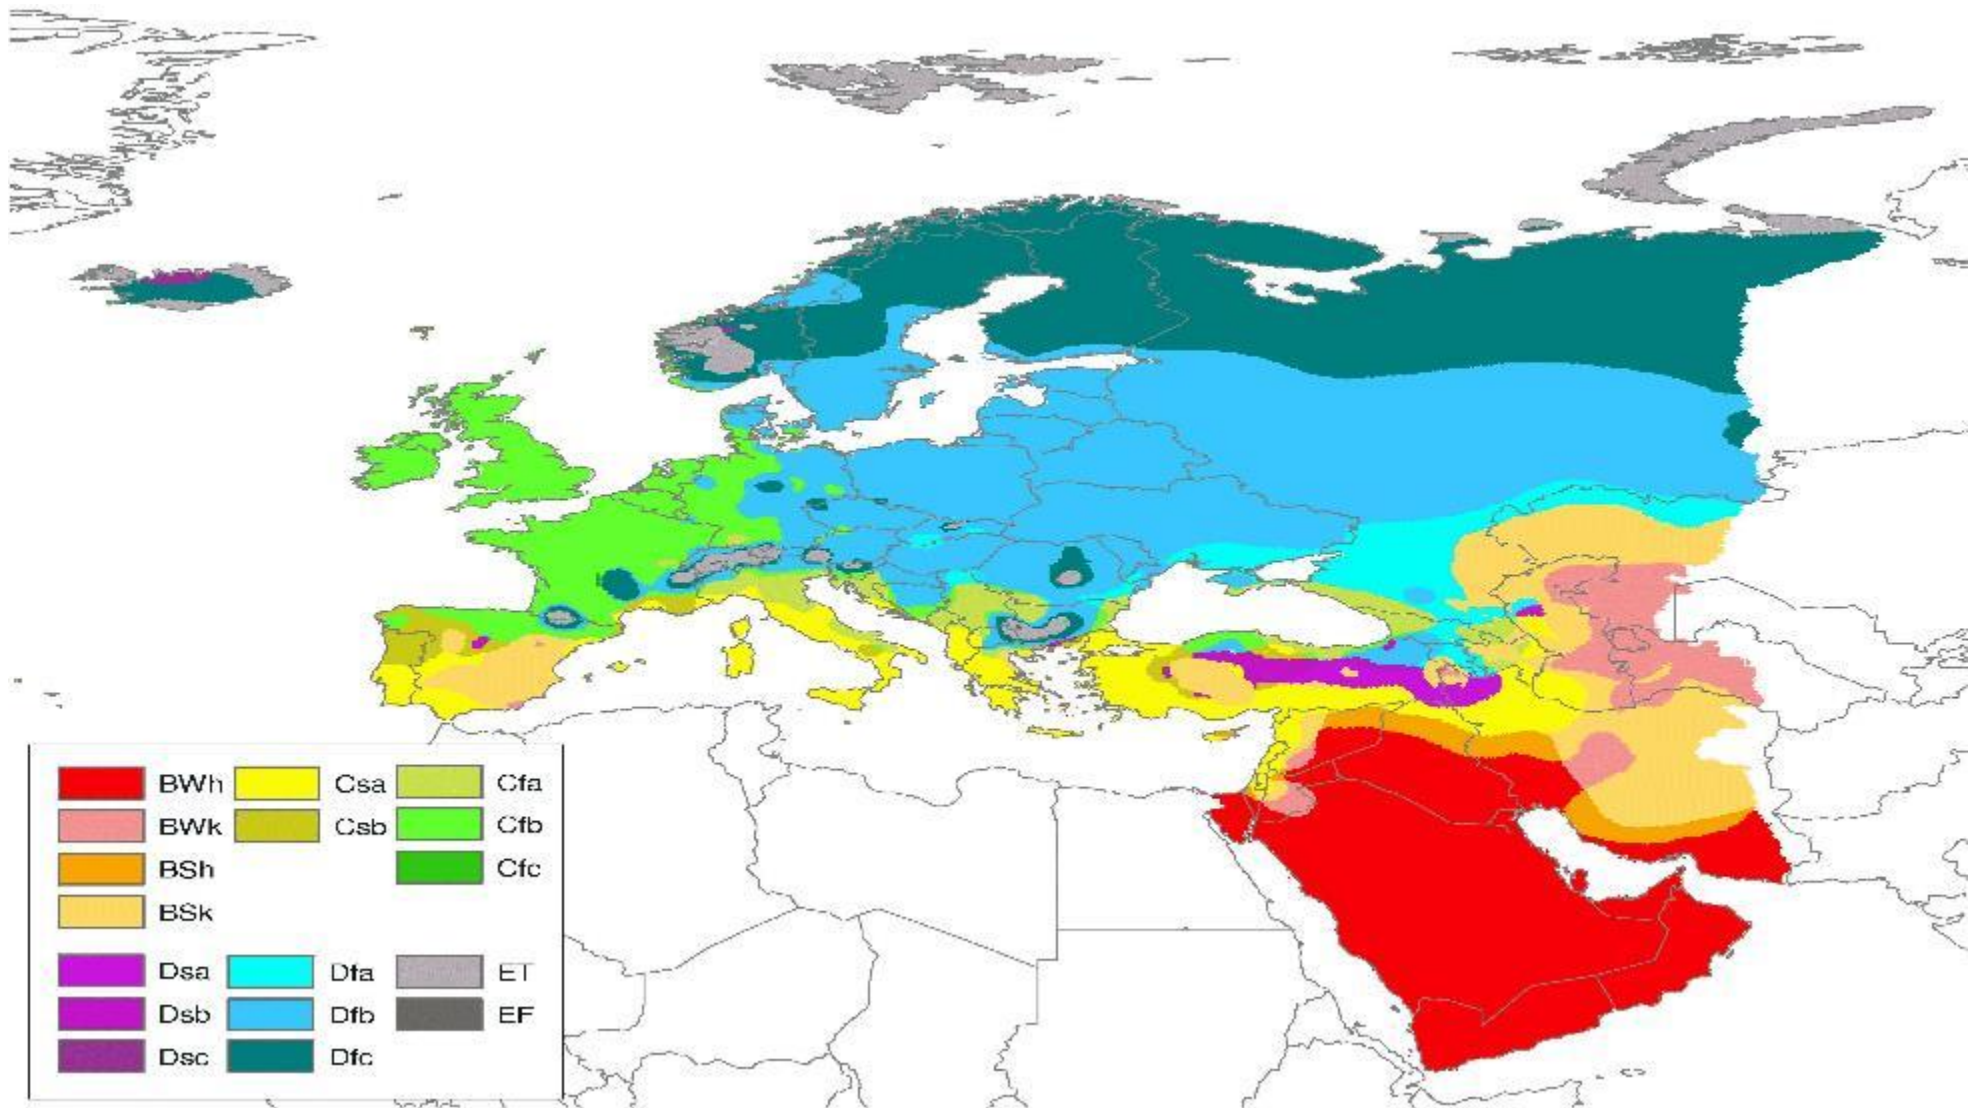 BWh Csa Cfa
BWk Csb Cfb
BSh Cfc
BSk
Dsa Dfa ET
Dsb Dfb EF
Dsc Dfc